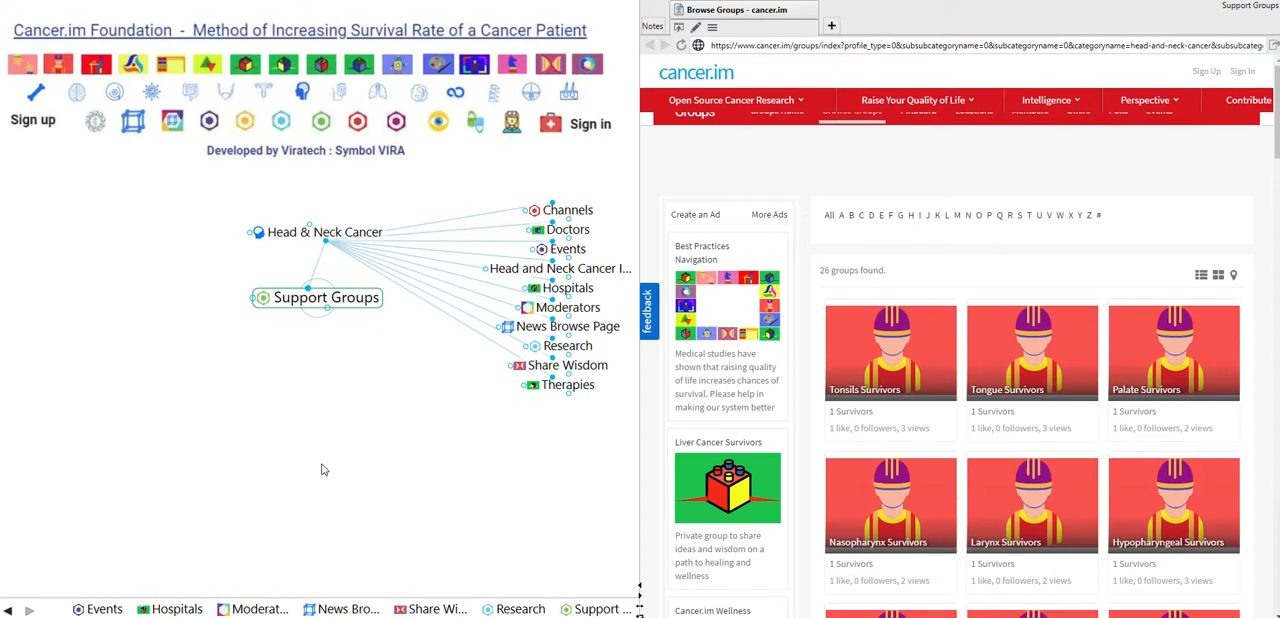 Cancer.im Foundation - Method of Increasing Survival Rate of a Cancer Patient
Sign up
Sign in
Developed by Viratech : Symbol VIRA
Head & Neck Cancer
Support Groups
Channels
Doctors
Events
Head and Neck Cancer I...
Hospitals
Moderators
News Browse Page
Research
Share Wisdom
Therapies
Events
Hospitals
Moderat...
News Bro...
Share Wi...
Research
Support ...
Browse Groups - cancer.im
Support Groups
Notes
https://www.cancer.im/groups/index?profile_type=0&subsubcategoryname=0&subcategoryname=0&categoryname=head-and-neck-cancer&subsubcateg
cancer.im
Sign Up Sign In
Open Source Cancer Research
Raise Your Quality of Life
Intelligence
Perspective
Contribute
Groups
Groups Home
Browse Groups
Pinboard
Locations
Members
Polls
Events
feedback
Create an Ad More Ads
Best Practices
Navigation
Medical studies have
shown that raising quality
of life increases chances of
survival. Please help in
making our system better
Liver Cancer Survivors
Private group to share
ideas and wisdom on a
path to healing and
wellness
Cancer.im Wellness
All A B C D E F G H I J K L M N O P Q R S T U V W X Y Z #
26 groups found.
Tonsils Survivors
1 Survivors
1 like, 0 followers, 3 views
Tongue Survivors
1 Survivors
1 like, 0 followers, 3 views
Palate Survivors
1 Survivors
1 like, 0 followers, 2 views
Nasopharynx Survivors
1 Survivors
1 like, 0 followers, 2 views
Larynx Survivors
1 Survivors
1 like, 0 followers, 2 views
Hypopharyngeal Survivors
1 Survivors
1 like, 0 followers, 3 views